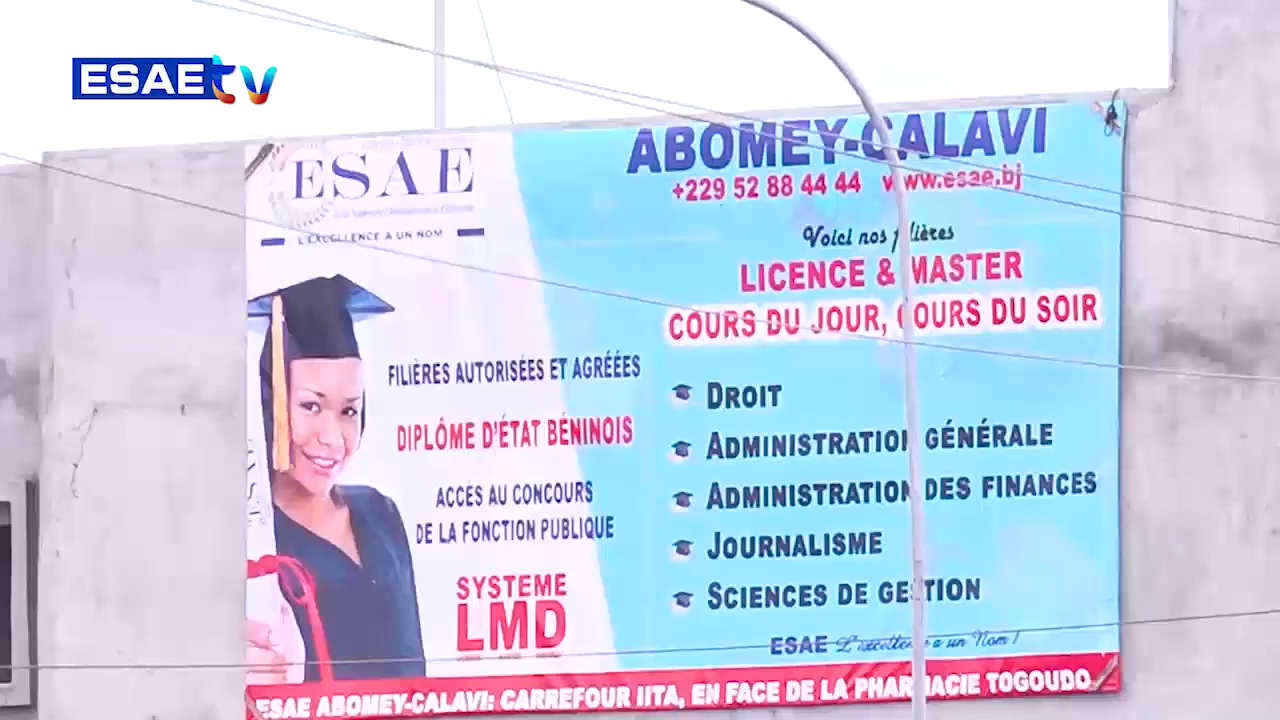 ESAE tv
ESAE
L'EXCELLENCE A UN NOM
FILIÈRES AUTORISÉES ET AGRÉÉES
DIPLÔME D'ÉTAT BÉNINOIS
ACCÈS AU CONCOURS
DE LA FONCTION PUBLIQUE
SYSTEME
LMD
ABOMEY-CALAVI
+229 52 88 44 44 www.esae.bj
Voici nos filières
LICENCE & MASTER
COURS DU JOUR, COURS DU SOIR
DROIT
ADMINISTRATION GÉNÉRALE
ADMINISTRATION DES FINANCES
JOURNALISME
SCIENCES DE GESTION
ESAE L'excellence a un Nom !
ESAE ABOMEY-CALAVI: CARREFOUR IITA, EN FACE DE LA PHARMACIE TOGOUDO